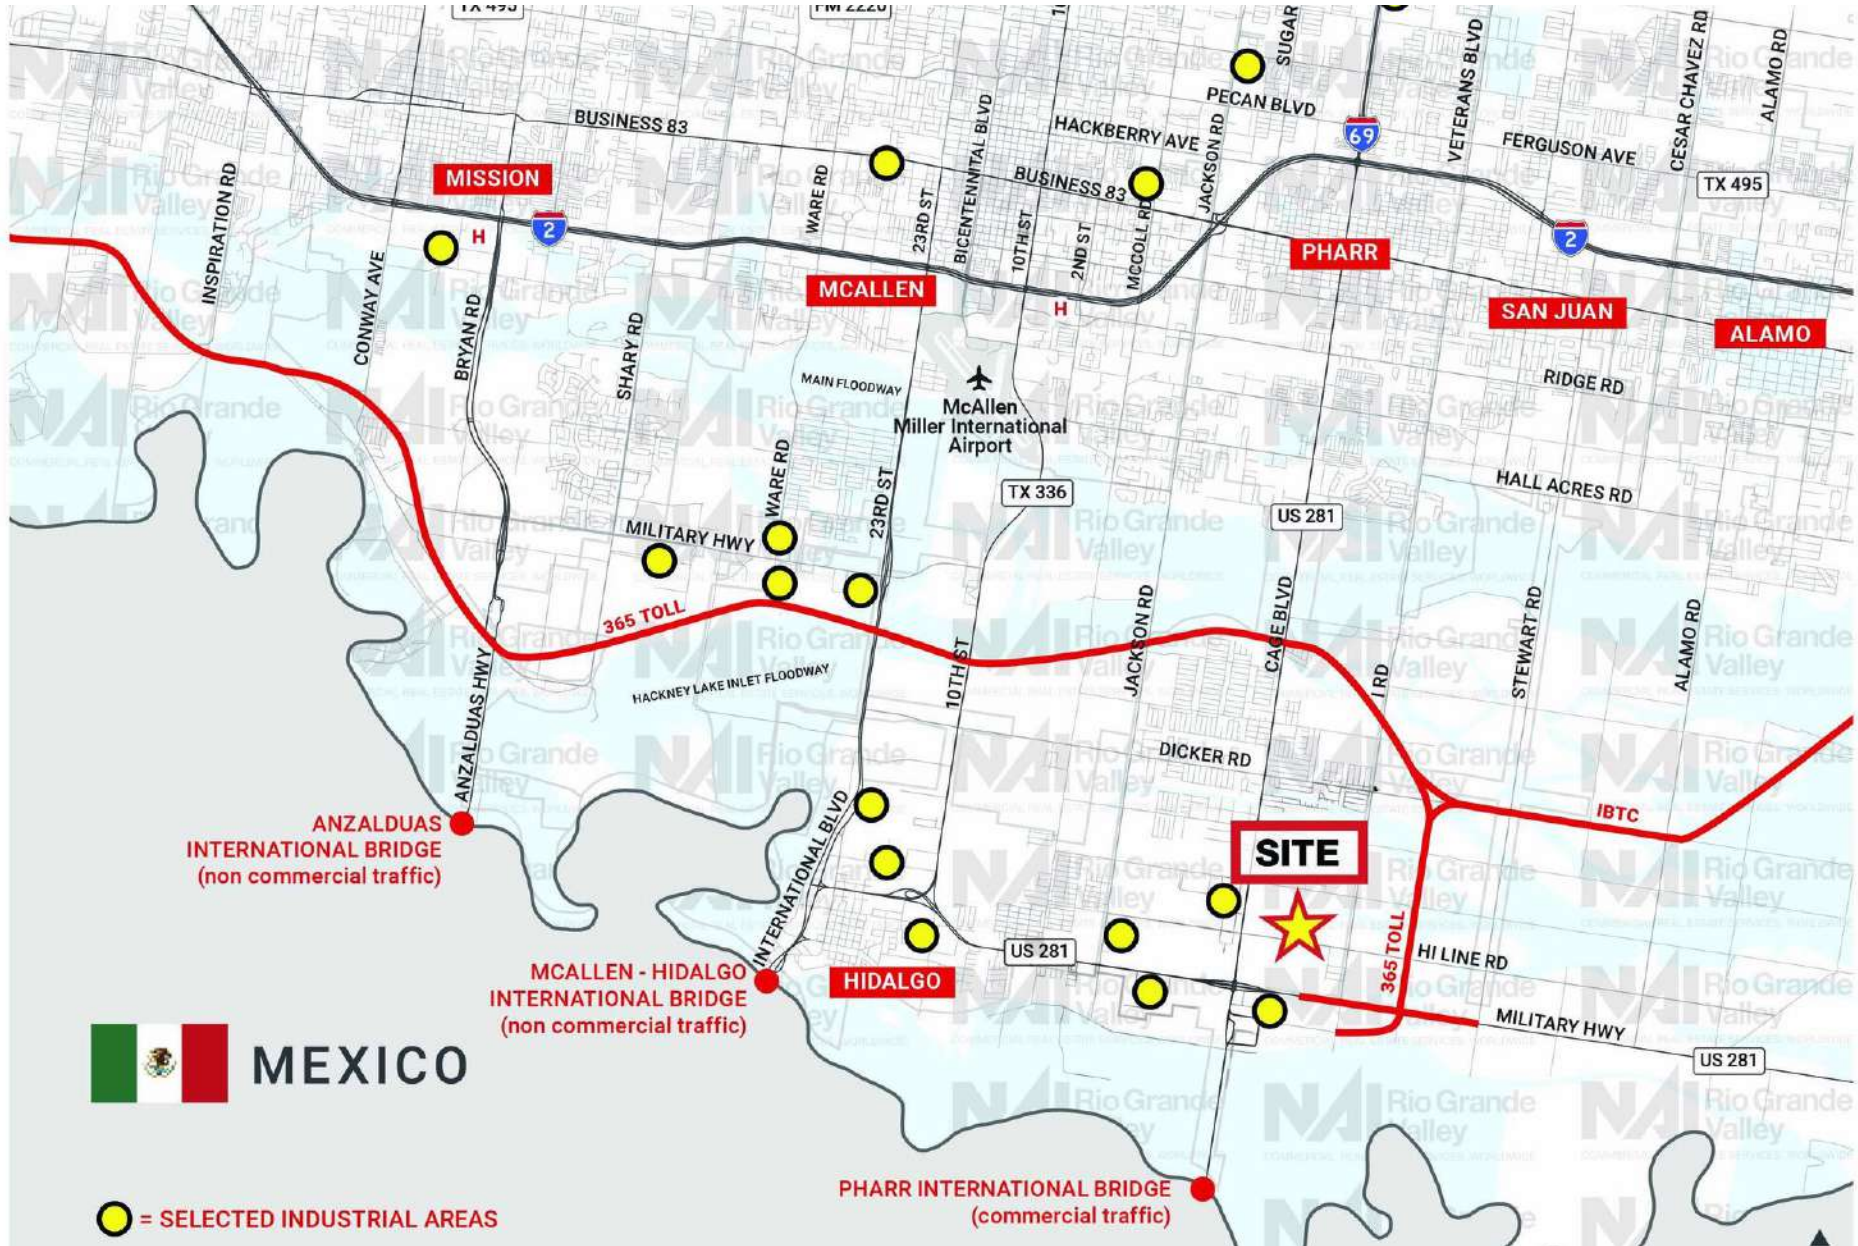 TX 495
FM 2220
SUGAR
VETERANS BLVD
CESAR CHAVEZ RD
ALAMO RD
PECAN BLVD
BUSINESS 83
BICENTENNITAL BLVD
HACKBERRY AVE
JACKSON RD
69
FERGUSON AVE
TX 495
MISSION
INSPIRATION RD
WARE RD
23RD ST
BUSINESS 83
MCCOLL RD
H
2
CONWAY AVE
10TH ST
2ND ST
PHARR
2
MCALLEN
H
SAN JUAN
ALAMO
BRYAN RD
SHARY RD
MAIN FLOODWAY
RIDGE RD
McAllen
Miller International
Airport
WARE RD
23RD ST
TX 336
HALL ACRES RD
US 281
MILITARY HWY
365 TOLL
JACKSON RD
CAGE BLVD
I RD
STEWART RD
ALAMO RD
ANZALDUAS HWY
HACKNEY LAKE INLET FLOODWAY
10TH ST
DICKER RD
IBTC
ANZALDUAS
INTERNATIONAL BRIDGE
(non commercial traffic)
INTERNATIONAL BLVD
SITE
US 281
365 TOLL
HI LINE RD
MCALLEN - HIDALGO
INTERNATIONAL BRIDGE
(non commercial traffic)
HIDALGO
MILITARY HWY
US 281
MEXICO
PHARR INTERNATIONAL BRIDGE
(commercial traffic)
= SELECTED INDUSTRIAL AREAS
NAI Rio Grande
Valley